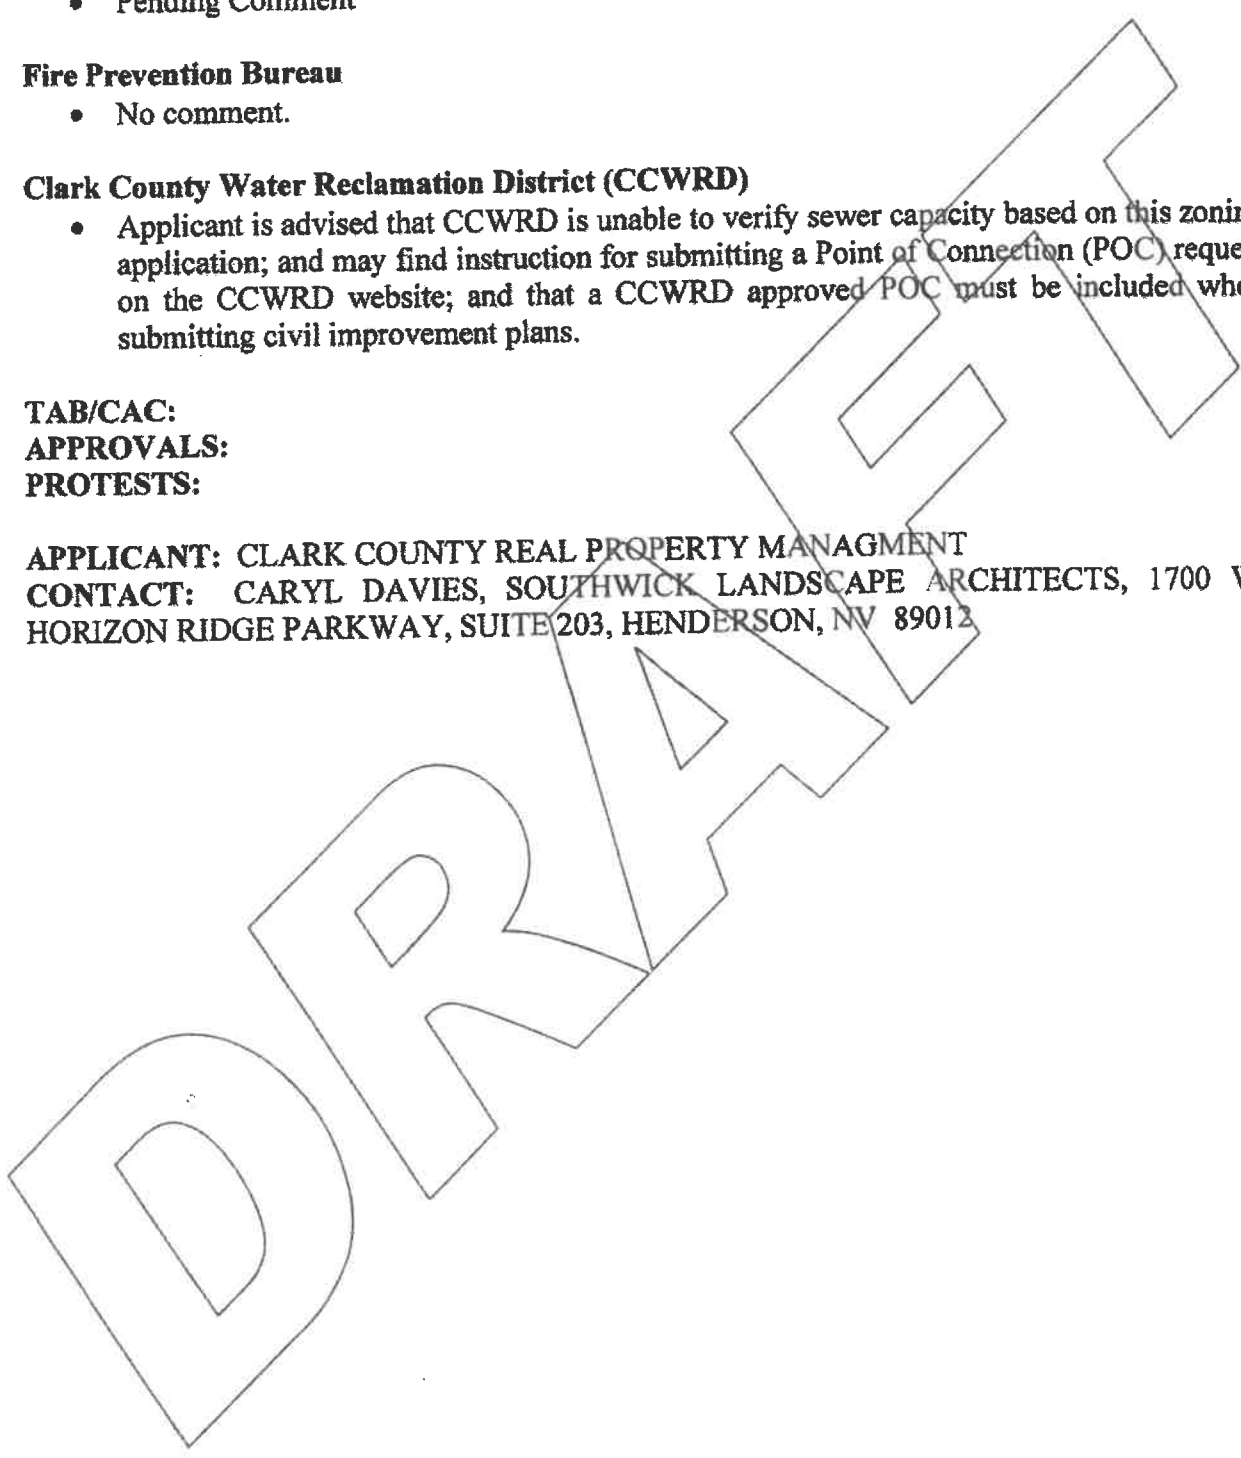 • Pending Comment
Fire Prevention Bureau
• No comment.
Clark County Water Reclamation District (CCWRD)
• Applicant is advised that CCWRD is unable to verify sewer capacity based on this zonin
application; and may find instruction for submitting a Point of Connection (POC) reque
on the CCWRD website; and that a CCWRD approved POC must be included whe
submitting civil improvement plans.
TAB/CAC:
APPROVALS:
PROTESTS:
APPLICANT: CLARK COUNTY REAL PROPERTY MANAGMENT
CONTACT: CARYL DAVIES, SOUTHWICK LANDSCAPE ARCHITECTS, 1700
HORIZON RIDGE PARKWAY, SUITE 203, HENDERSON, NV 89012
DRAFT